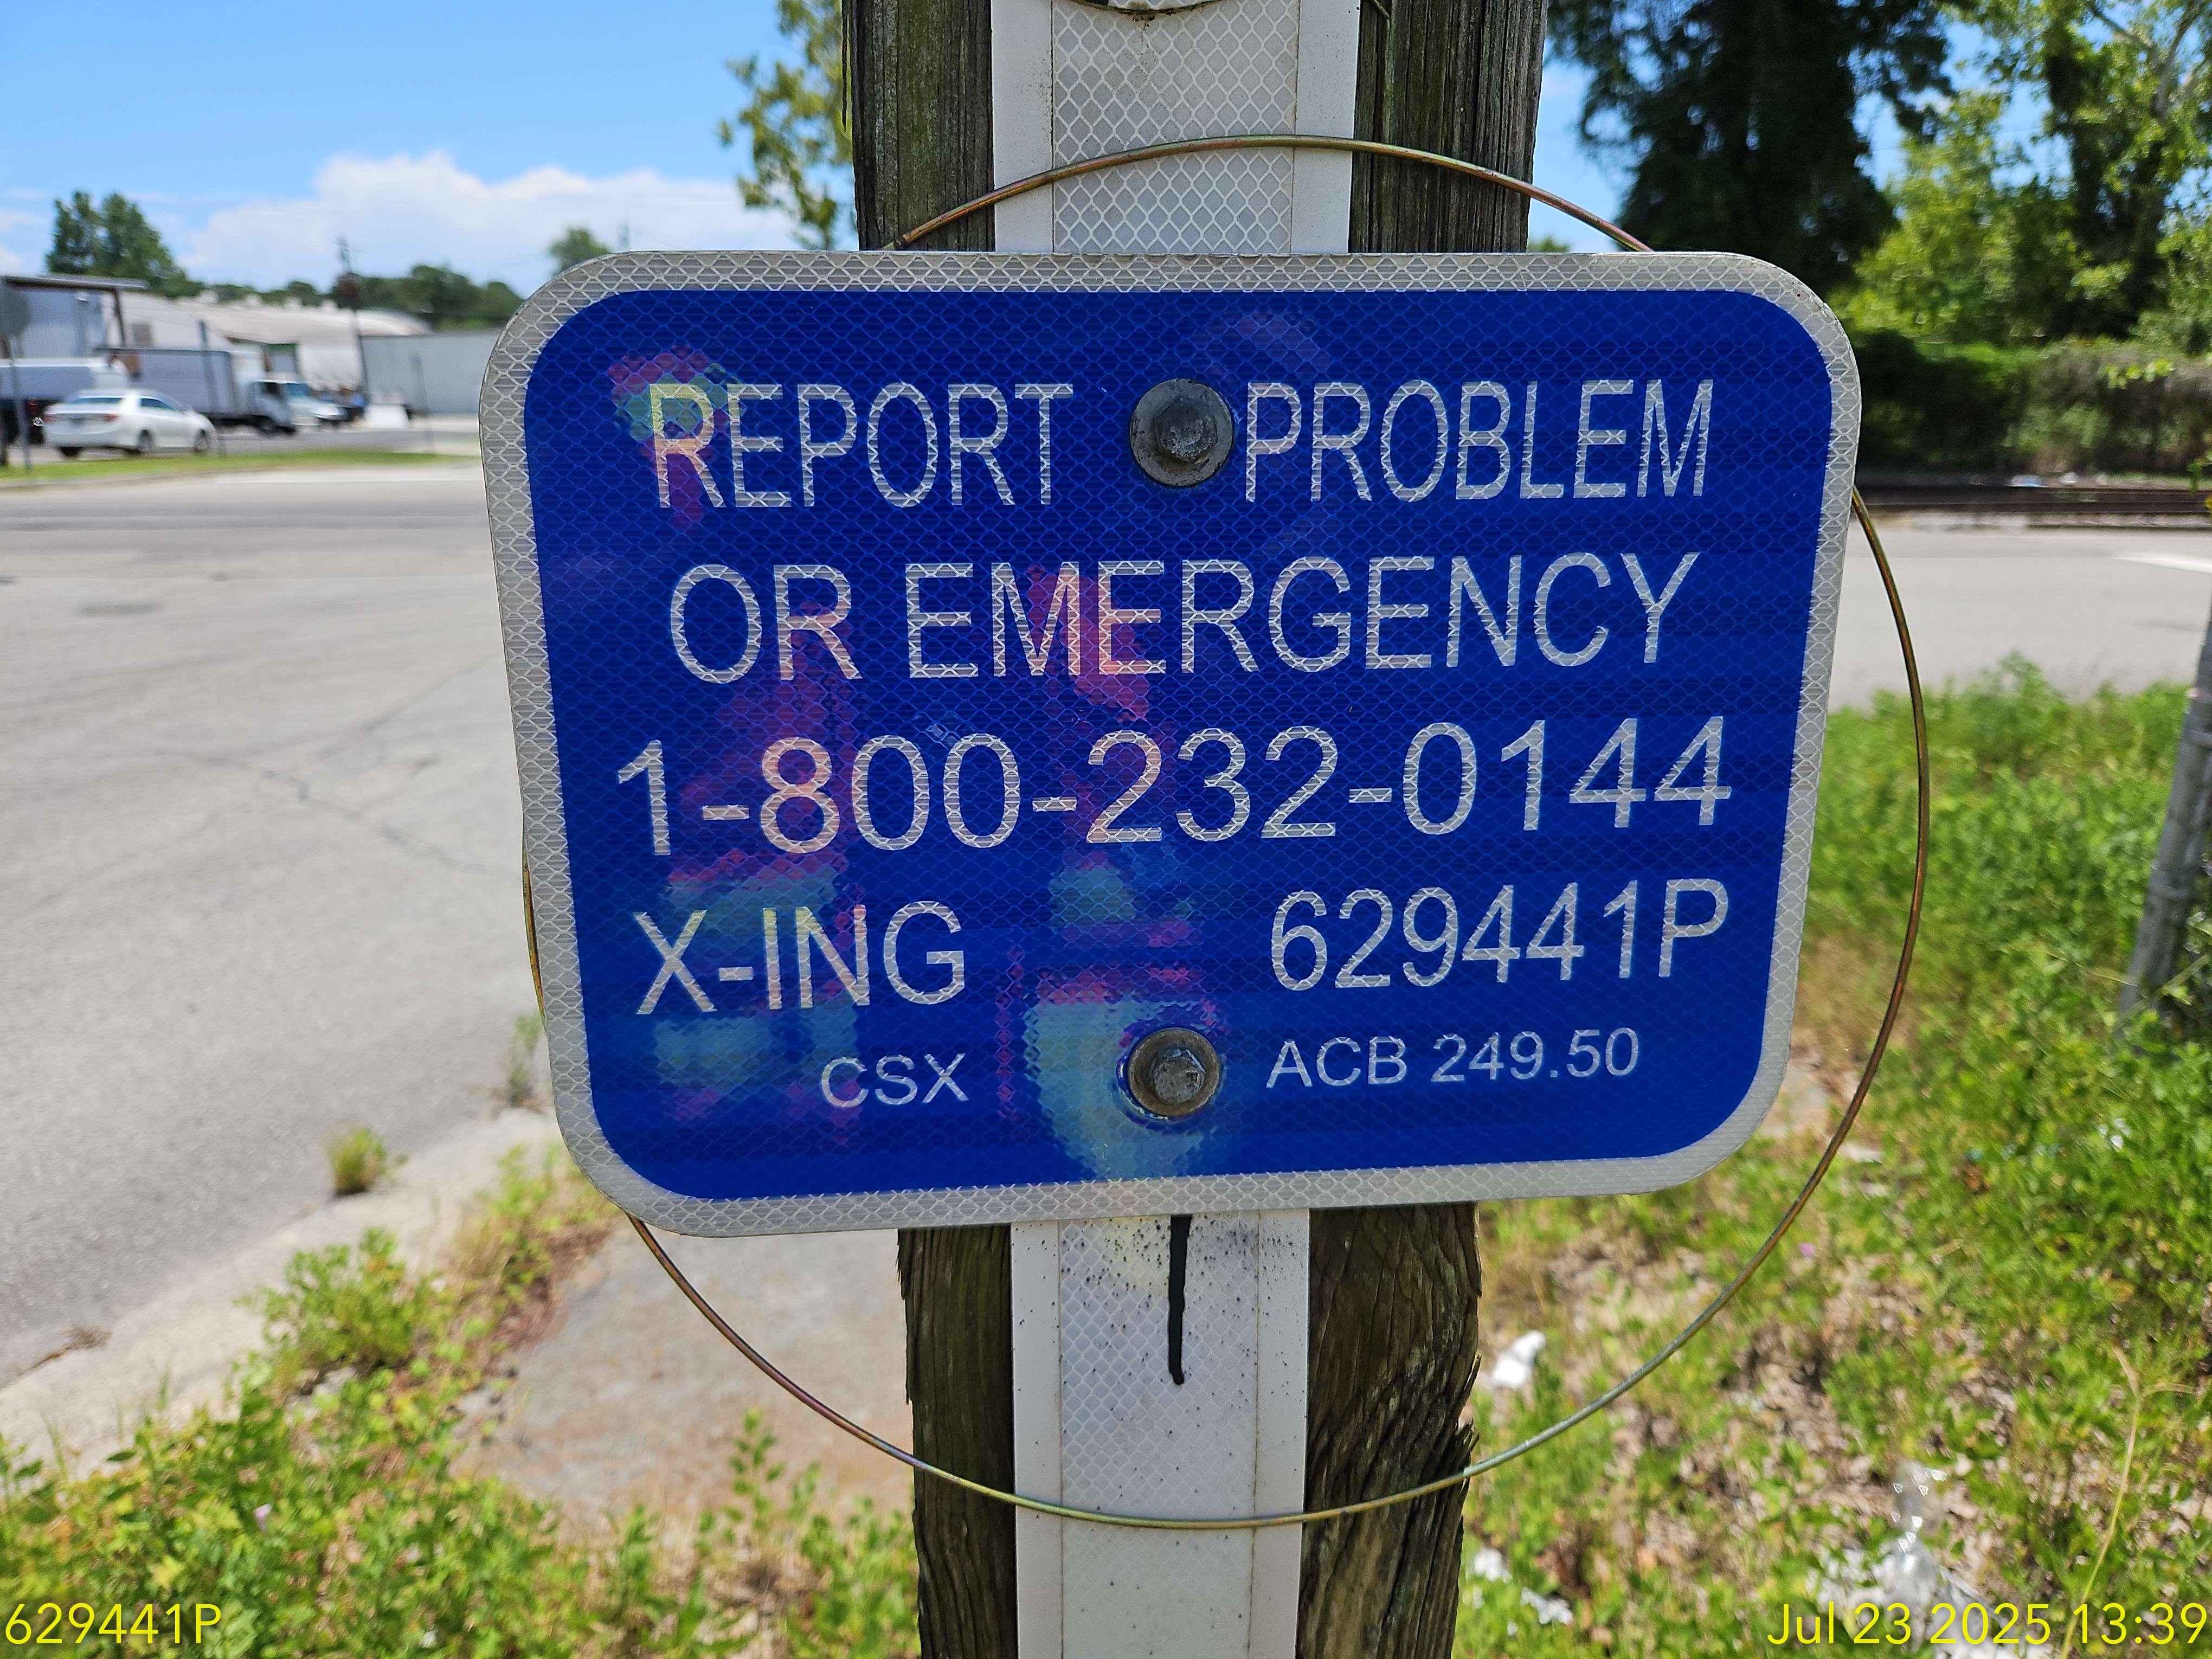 REPORT PROBLEM
OR EMERGENCY
1-800-232-0144
X-ING 629441P
CSX ACB 249.50
629441P
Jul 23 2025 13:39